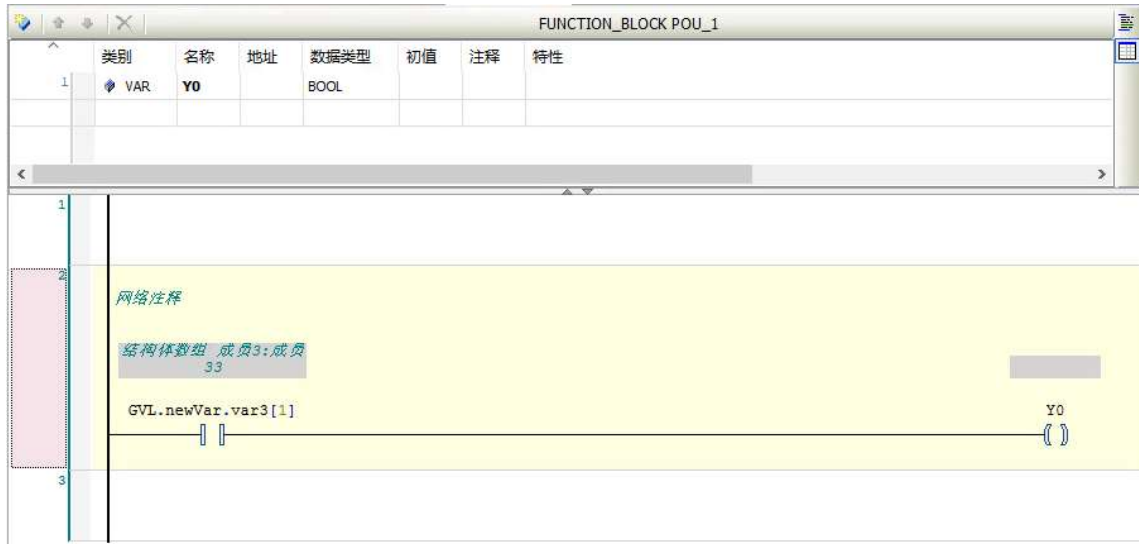 FUNCTION_BLOCK POU_1
类别 名称 地址 数据类型 初值 注释 特性
1 VAR Y0 BOOL
1
2
网络注释
结构体数组 成员3:成员
33
GVL.newVar.var3[1] Y0
3